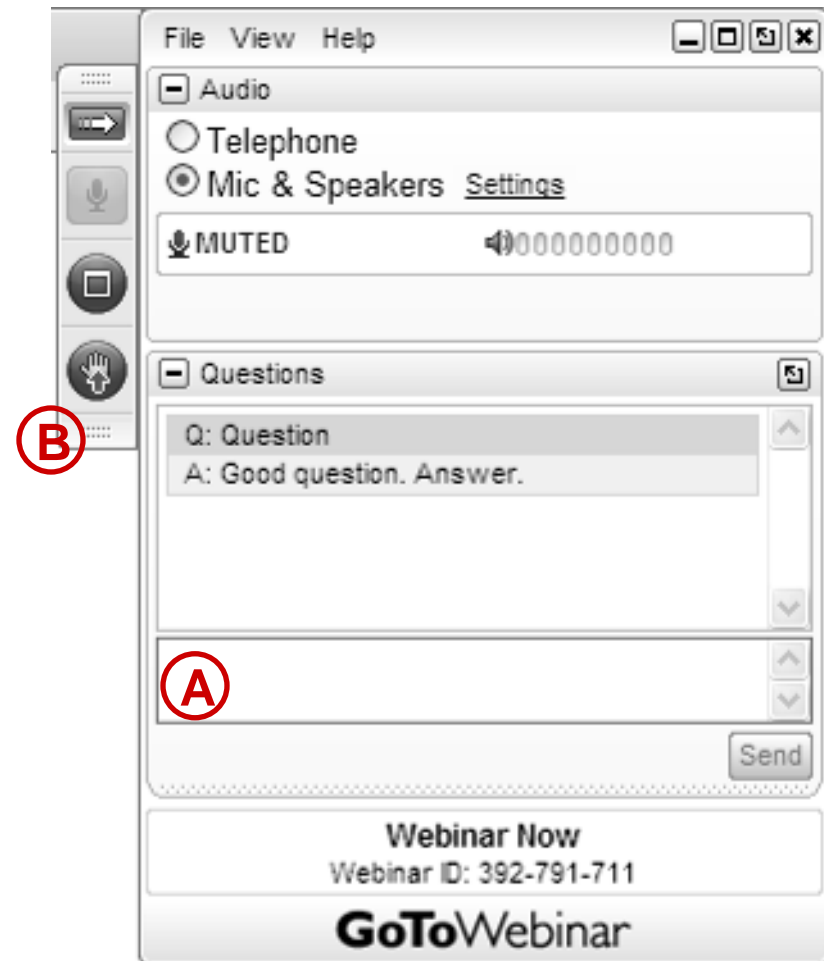 File View Help
Audio
Telephone
Mic & Speakers Settings
MUTED 000000000
Questions
B
Q: Question
A: Good question. Answer.
A
Send
Webinar Now
Webinar ID: 392-791-711
GoToWebinar